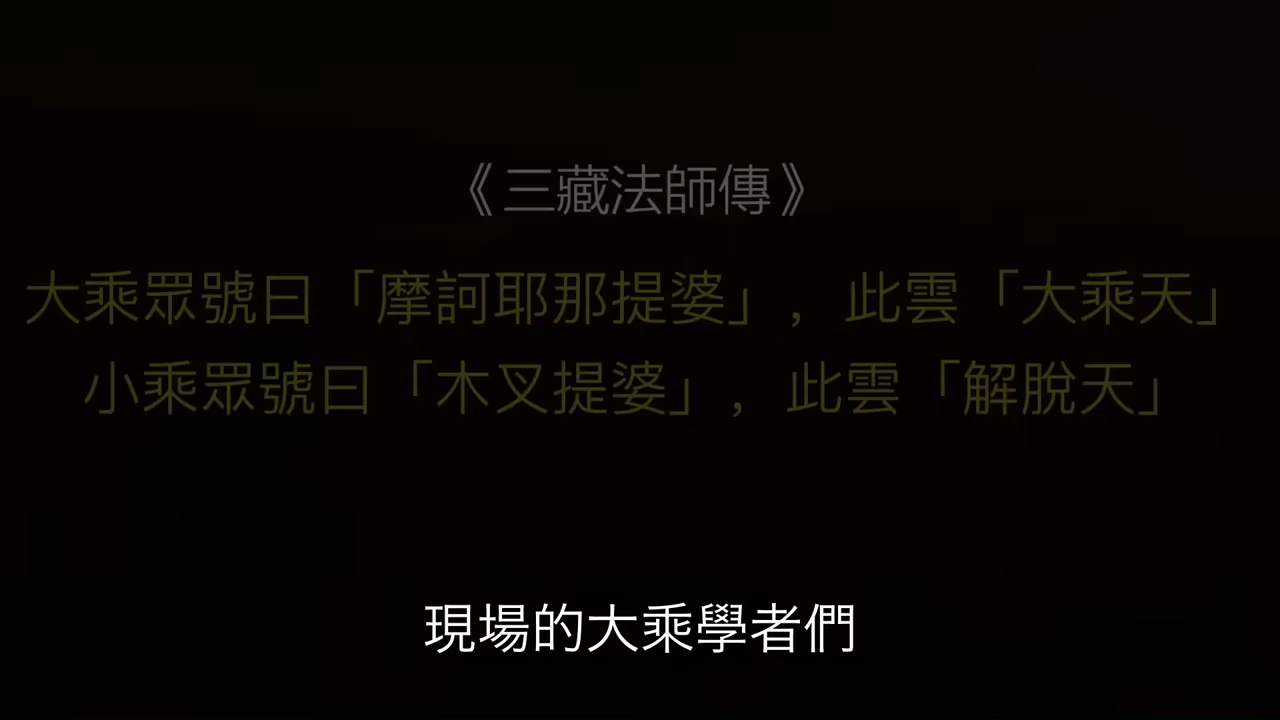 《三藏法師傳》
大乘眾號曰「摩訶耶那提婆」，此雲「大乘天」
小乘眾號曰「木叉提婆」，此雲「解脫天」
現場的大乘學者們